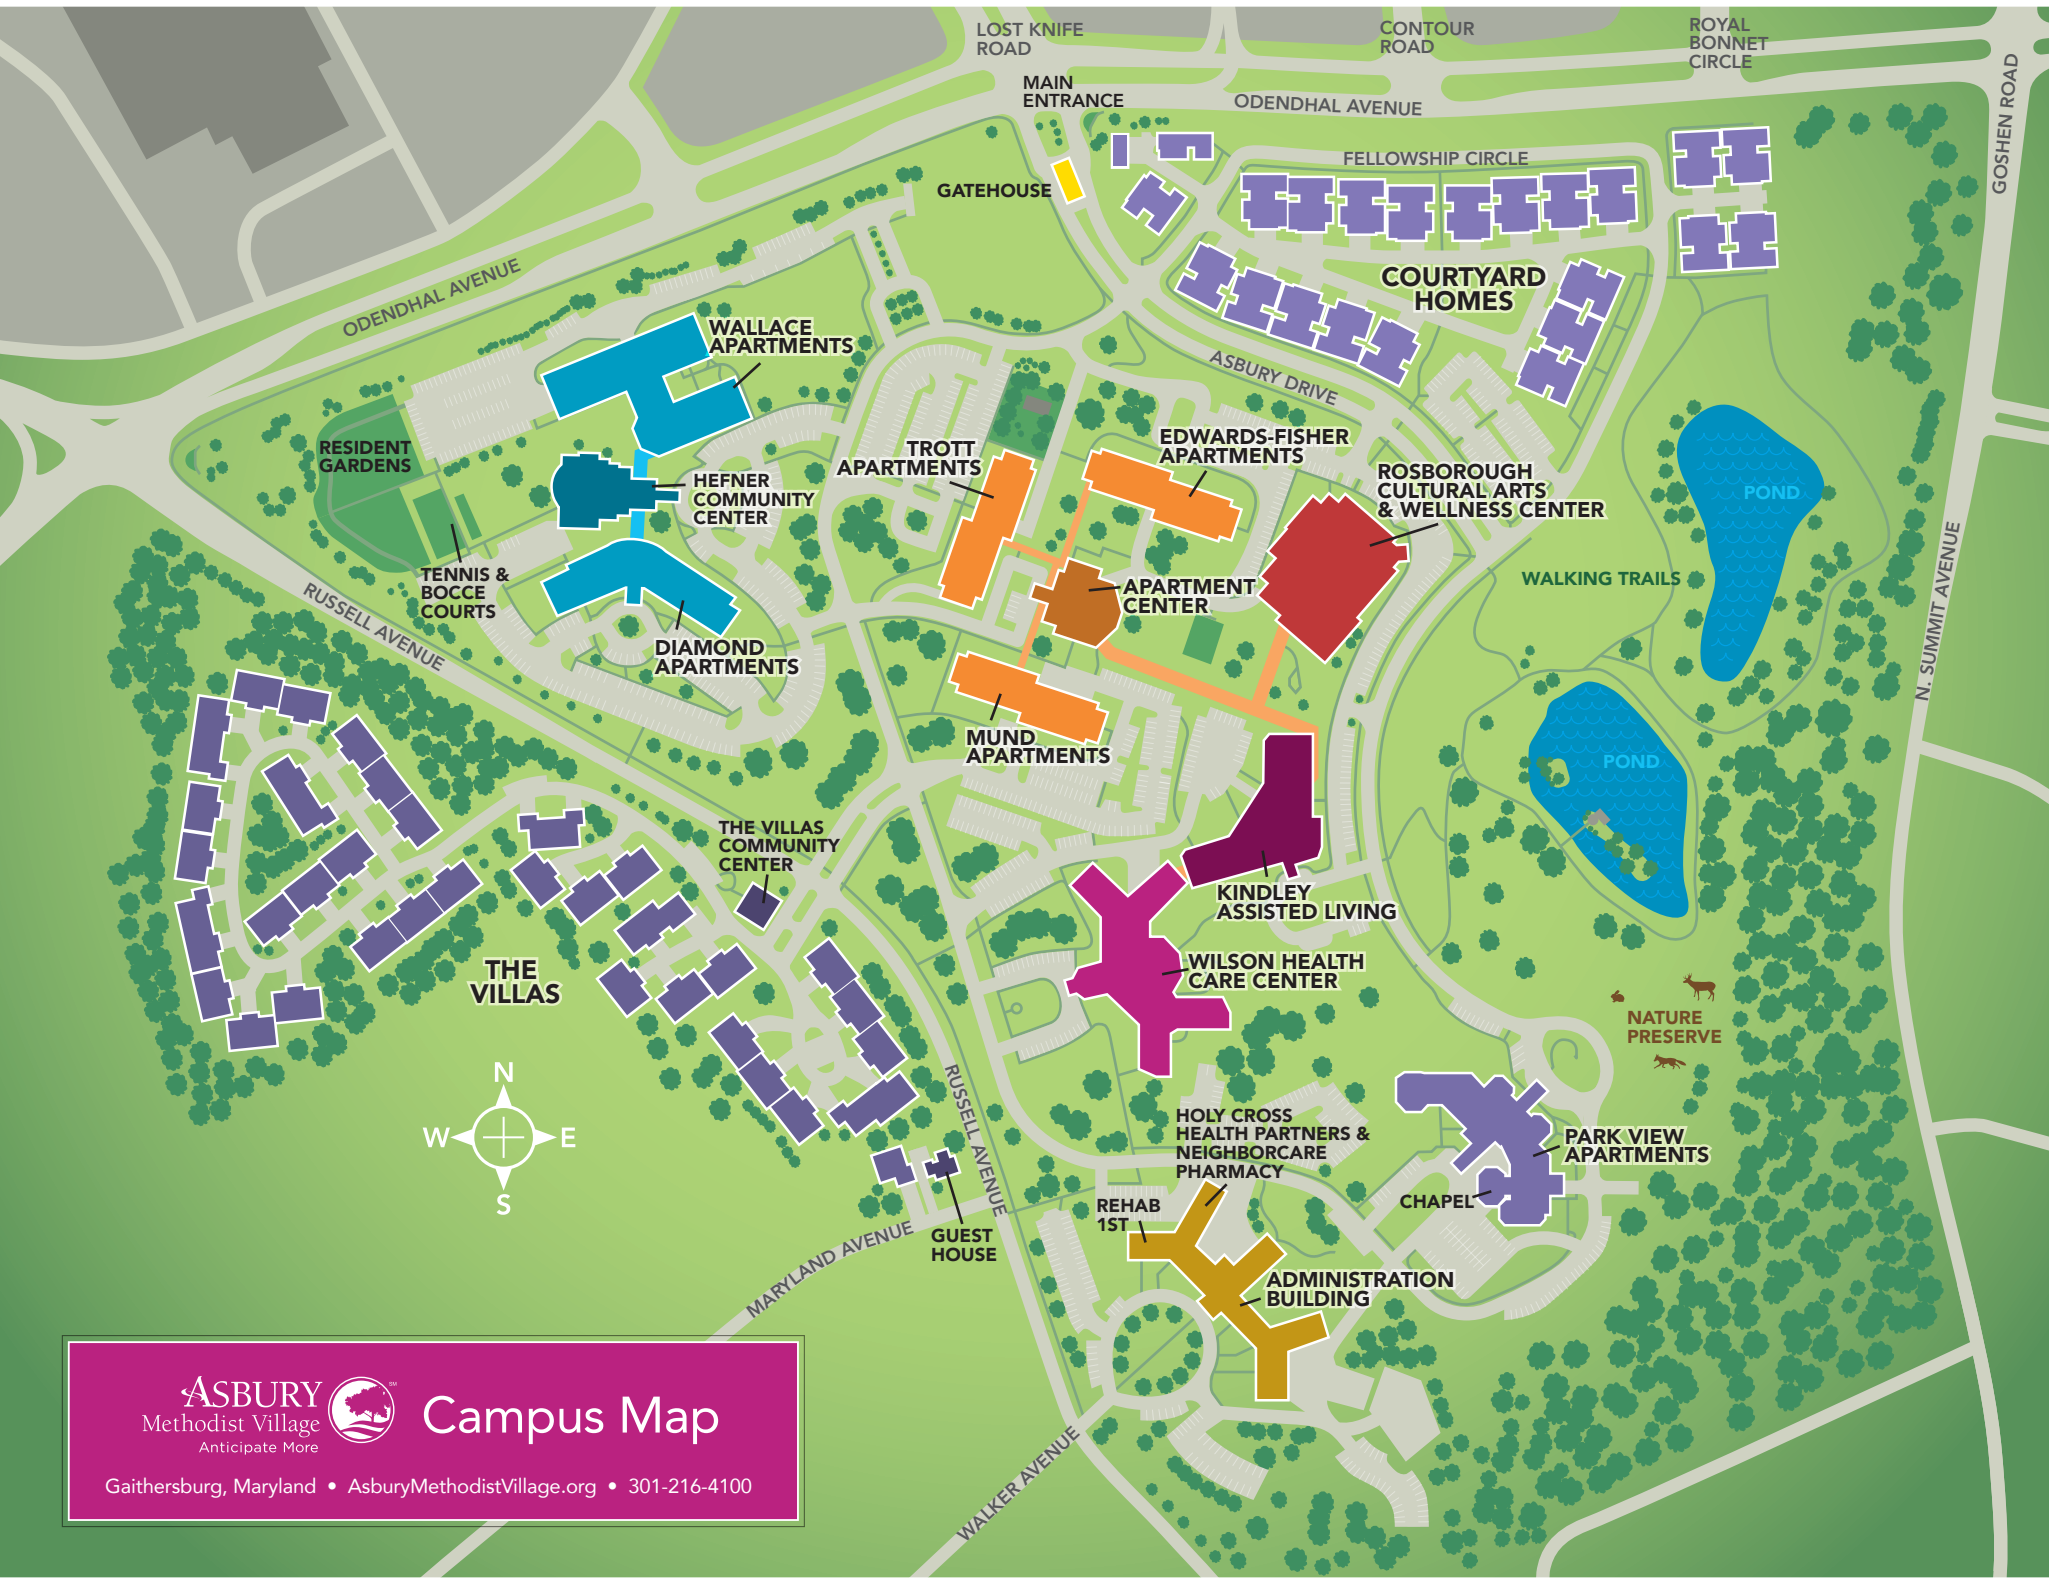 LOST KNIFE
ROAD
CONTOUR
ROAD
ROYAL
BONNET
CIRCLE
MAIN
ENTRANCE
ODENDHAL AVENUE
GOSHEN ROAD
FELLOWSHIP CIRCLE
GATEHOUSE
COURTYARD
HOMES
ODENDHAL AVENUE
WALLACE
APARTMENTS
ASBURY DRIVE
RESIDENT
GARDENS
TROTT
APARTMENTS
EDWARDS-FISHER
APARTMENTS
HEFNER
COMMUNITY
CENTER
ROSBOROUGH
CULTURAL ARTS
& WELLNESS CENTER
POND
TENNIS &
BOCCE
COURTS
APARTMENT
CENTER
WALKING TRAILS
N. SUMMIT AVENUE
RUSSELL AVENUE
DIAMOND
APARTMENTS
MUND
APARTMENTS
POND
THE VILLAS
COMMUNITY
CENTER
KINDLEY
ASSISTED LIVING
THE
VILLAS
WILSON HEALTH
CARE CENTER
NATURE
PRESERVE
N
W
E
S
RUSSELL AVENUE
HOLY CROSS
HEALTH PARTNERS &
NEIGHBORCARE
PHARMACY
PARK VIEW
APARTMENTS
CHAPEL
REHAB
1ST
GUEST
HOUSE
MARYLAND AVENUE
ADMINISTRATION
BUILDING
WALKER AVENUE
ASBURY
Methodist Village
Anticipate More
SM
Campus Map
Gaithersburg, Maryland • AsburyMethodistVillage.org • 301-216-4100